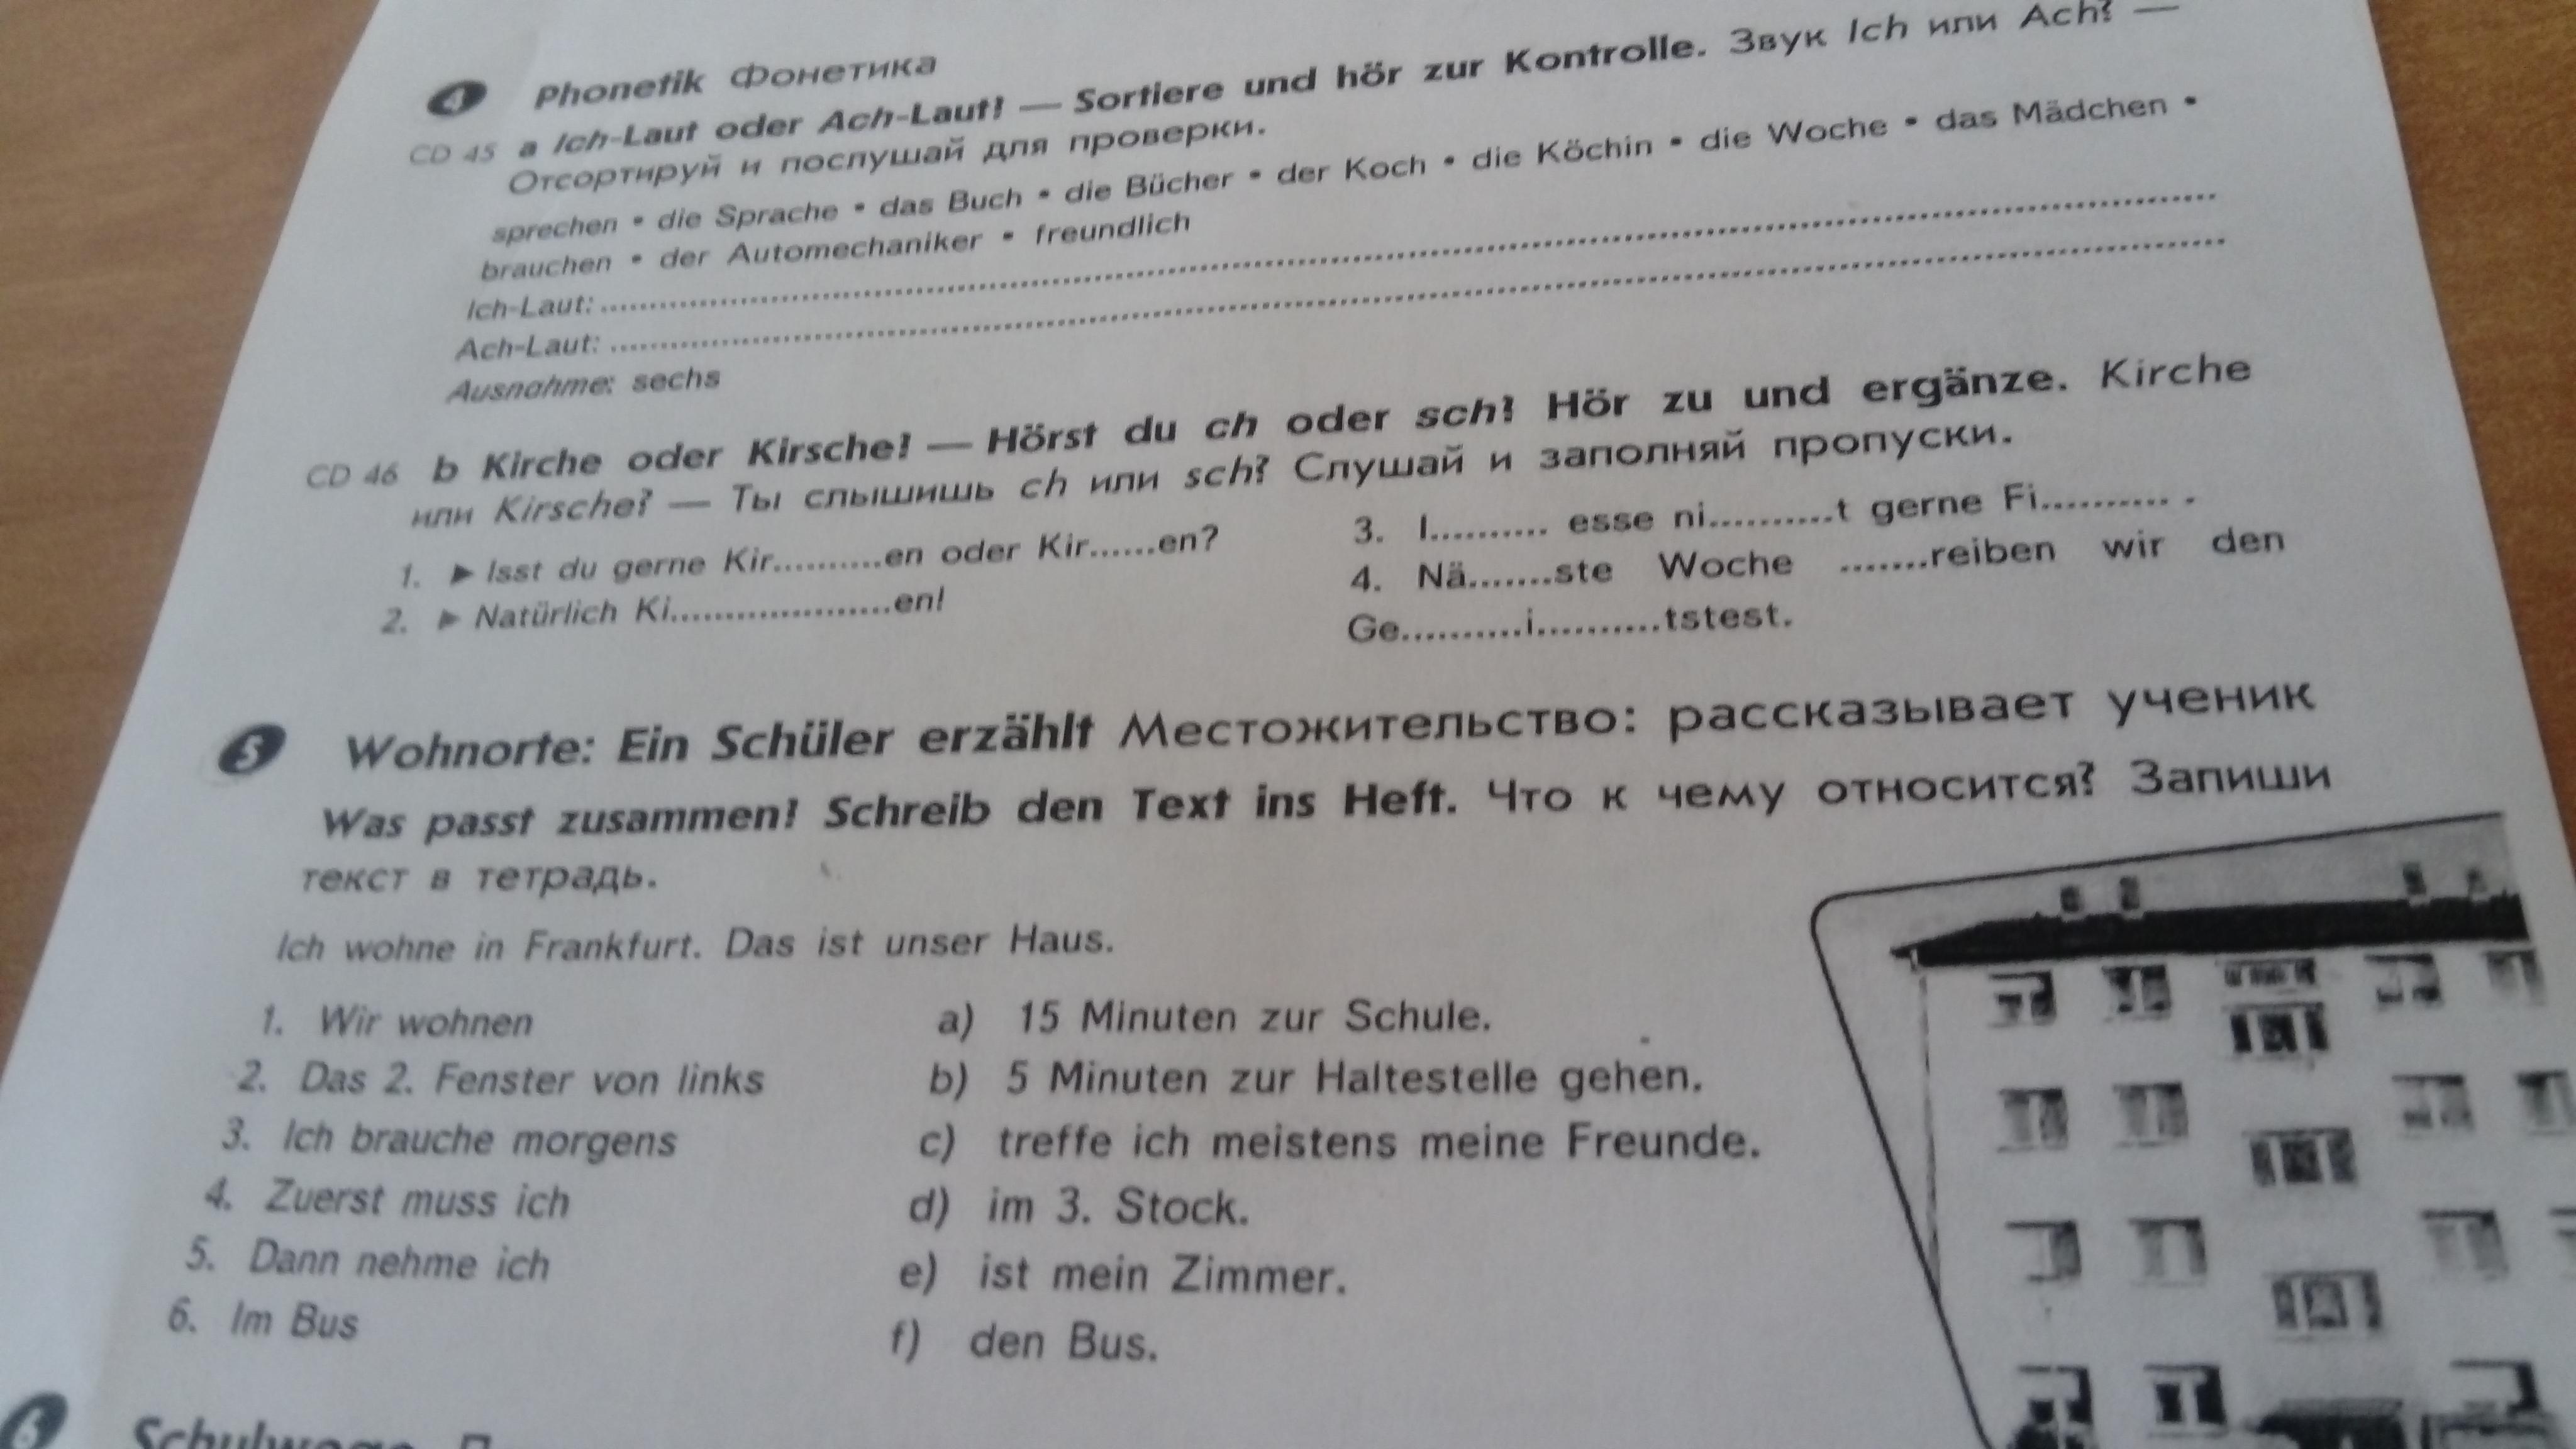 4 Phonetik Фонетика
CD 45 a Ich-Laut oder Ach-Laut? — Sortiere und hör zur Kontrolle. Звук Ich или Ach? —
Отсортируй и послушай для проверки.
sprechen • die Sprache • das Buch • die Bücher • der Koch • die Köchin • die Woche • das Mädchen •
brauchen • der Automechaniker • freundlich
Ich-Laut: ..........
Ach-Laut: ..........
Ausnahme: sechs
CD 46 b Kirche oder Kirsche? — Hörst du ch oder sch? Hör zu und ergänze. Kirche
или Kirsche? — Ты слышишь ch или sch? Слушай и заполняй пропуски.
1. ▶ Isst du gerne Kir..........en oder Kir......en?
2. ▶ Natürlich Ki....................en!
3. I.......... esse ni..........t gerne Fi.......... .
4. Nä.......ste Woche .......reiben wir den
Ge..........i..........tstest.
5 Wohnorte: Ein Schüler erzählt Местожительство: рассказывает ученик
Was passt zusammen? Schreib den Text ins Heft. Что к чему относится? Запиши
текст в тетрадь.
Ich wohne in Frankfurt. Das ist unser Haus.
1. Wir wohnen
2. Das 2. Fenster von links
3. Ich brauche morgens
4. Zuerst muss ich
5. Dann nehme ich
6. Im Bus
a) 15 Minuten zur Schule.
b) 5 Minuten zur Haltestelle gehen.
c) treffe ich meistens meine Freunde.
d) im 3. Stock.
e) ist mein Zimmer.
f) den Bus.
6 Schulwege